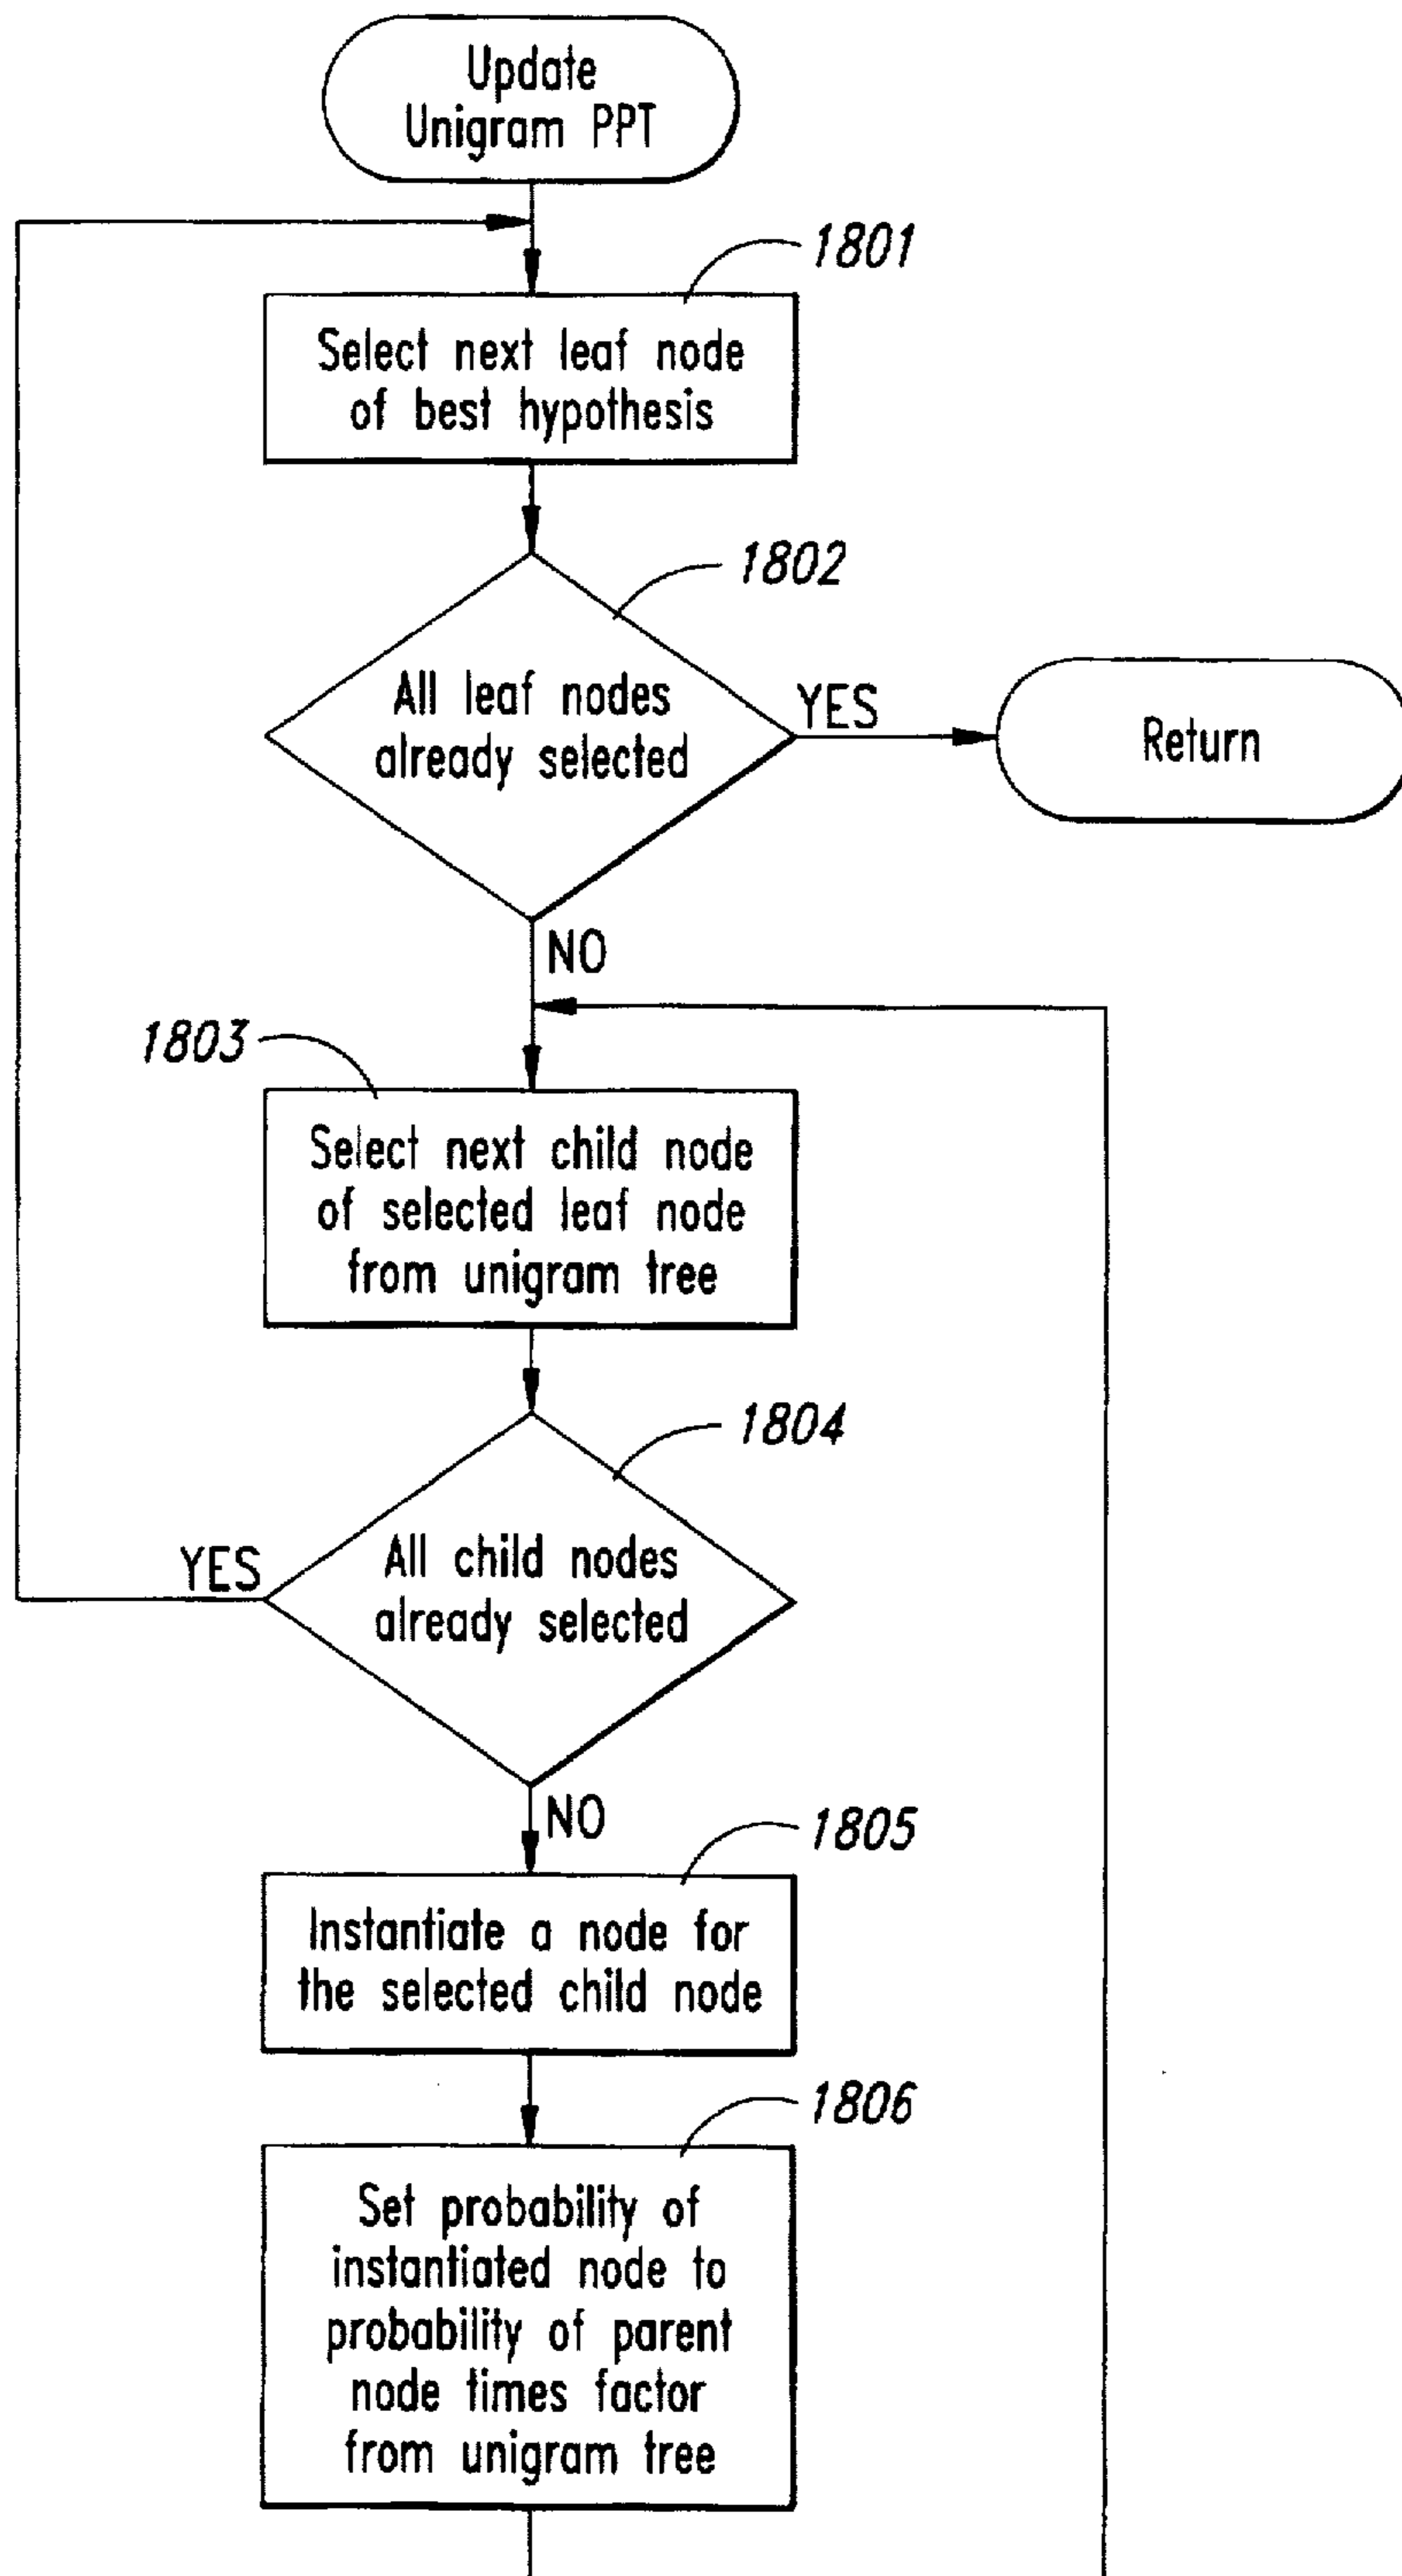 Update
Unigram PPT
1801
Select next leaf node
of best hypothesis
1802
All leaf nodes
already selected
YES
Return
NO
1803
Select next child node
of selected leaf node
from unigram tree
1804
YES
All child nodes
already selected
NO
1805
Instantiate a node for
the selected child node
1806
Set probability of
instantiated node to
probability of parent
node times factor
from unigram tree